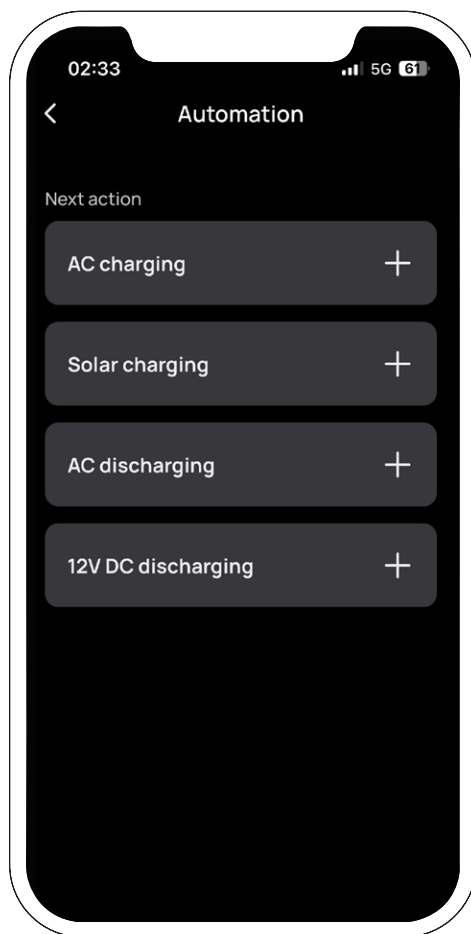 02:33 5G 61
Automation
Next action
AC charging
Solar charging
AC discharging
12V DC discharging